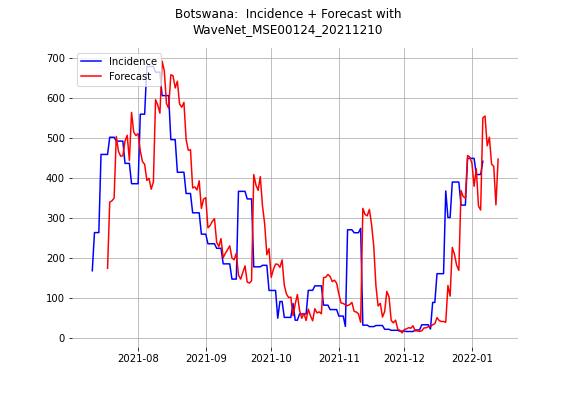 Botswana:  Incidence + Forecast with
WaveNet_MSE00124_20211210
Incidence
Forecast
700
600
500
400
300
200
100
0
2021-08 2021-09 2021-10 2021-11 2021-12 2022-01